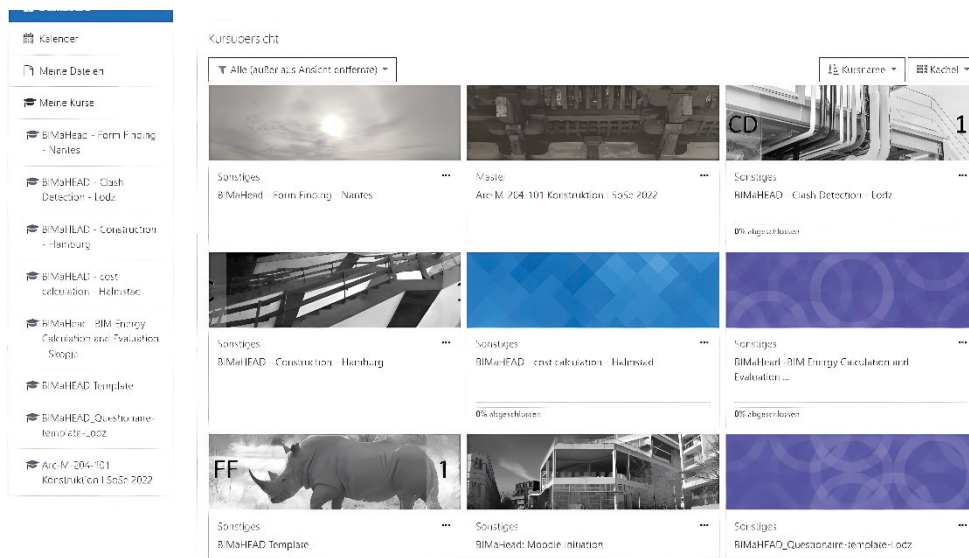 Kalender
Meine Dateien
Meine Kurse
BIMaHead - Form Finding
- Nantes
BIMaHEAD - Clash
Detection - Lodz
BIMaHEAD - Construction
- Hamburg
BIMaHEAD - cost
calculation - Halmstad
BIMaHead -BIM Energy
Calculation and Evaluation
- Skopje
BIMaHEAD Template
BIMaHEAD_Questionaire-
template-Lodz
Arc-M-204-101
Konstruktion I SoSe 2022
Kursübersicht
Alle (außer aus Ansicht entfernte)
Kursname
Kachel
CD
1
Sonstiges
BIMaHead - Form Finding - Nantes
Master
Arc-M-204-101 Konstruktion I SoSe 2022
Sonstiges
BIMaHEAD - Clash Detection - Lodz
0% abgeschlossen
Sonstiges
BIMaHEAD - Construction - Hamburg
Sonstiges
BIMaHEAD - cost calculation - Halmstad
0% abgeschlossen
Sonstiges
BIMaHead -BIM Energy Calculation and
Evaluation ...
0% abgeschlossen
FF
1
Sonstiges
BIMaHEAD Template
Sonstiges
BIMaHead: Moodle Initiation
Sonstiges
BIMaHEAD_Questionaire-template-Lodz